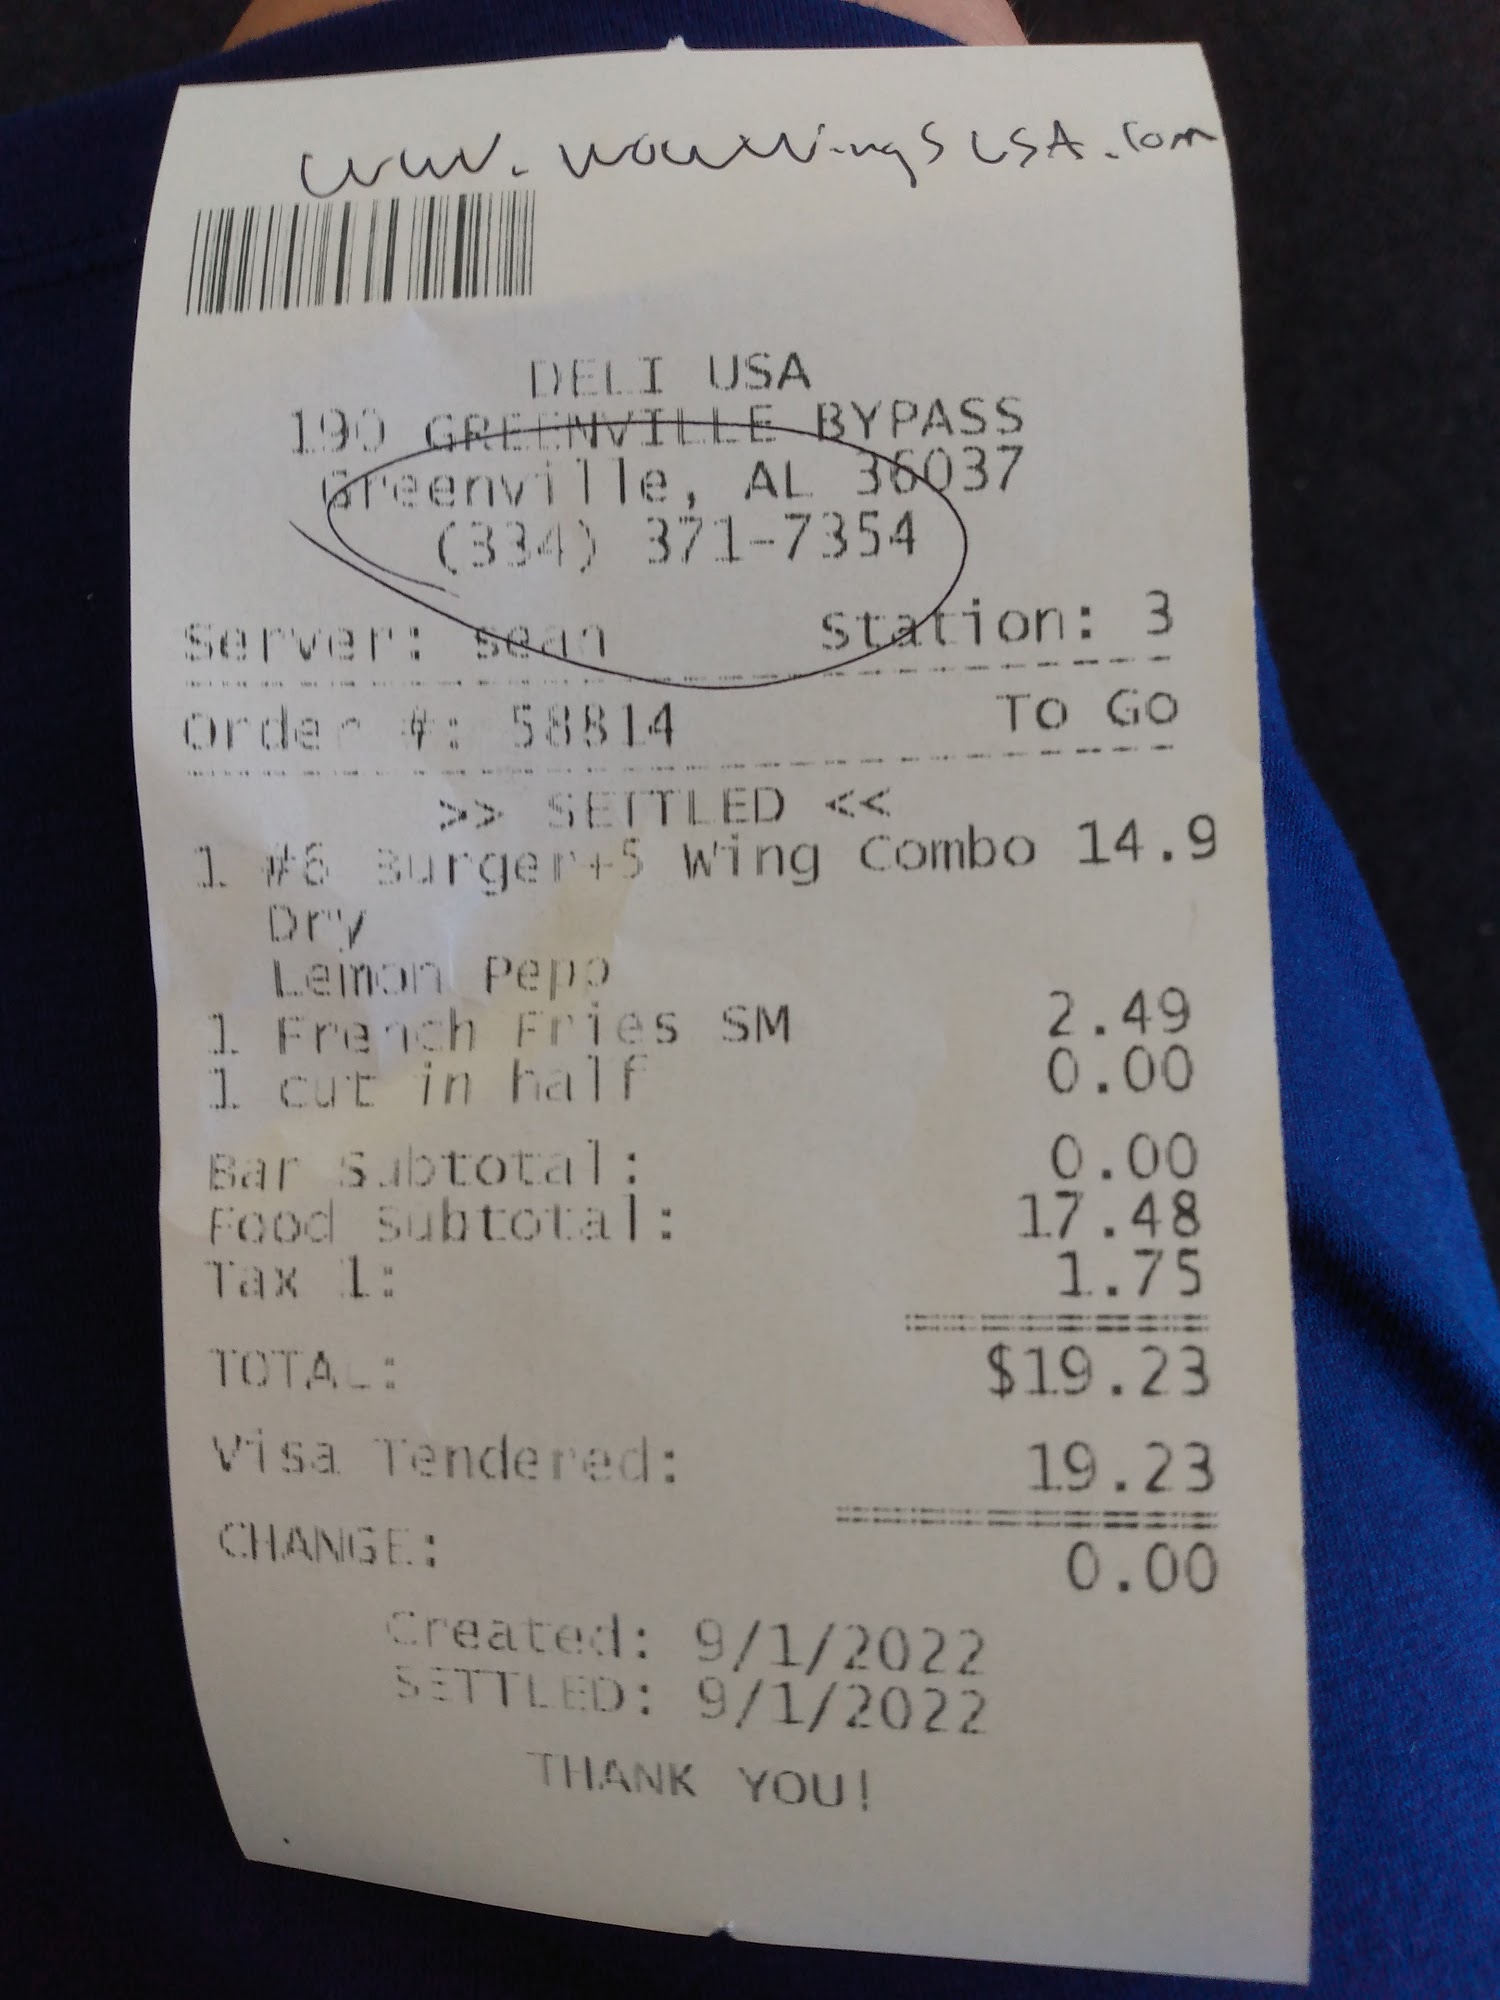 www.wowwingsUSA.com
DELI USA
190 GREENVILLE BYPASS
Greenville, AL 36037
(334) 371-7354
Server: sean Station: 3
Order #: 58814 TO GO
>> SETTLED <<
1 #6 Burger+5 Wing Combo 14.9
Dry
Lemon Pepp
1 French Fries SM 2.49
1 cut in half 0.00
Bar Subtotal: 0.00
Food Subtotal: 17.48
Tax 1: 1.75
TOTAL: $19.23
Visa Tendered: 19.23
CHANGE: 0.00
Created: 9/1/2022
SETTLED: 9/1/2022
THANK YOU!